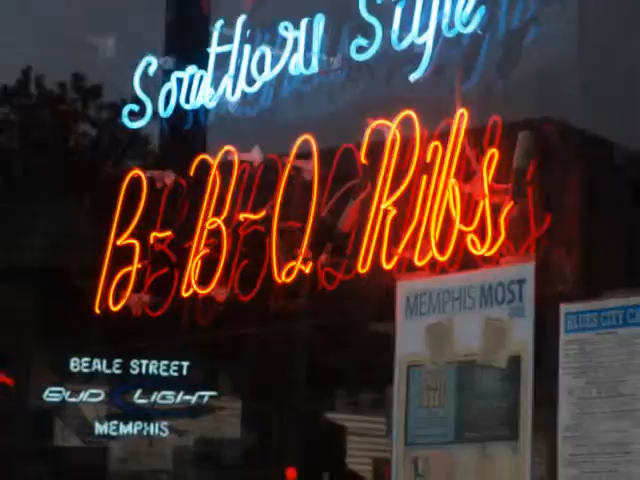 Southern Style
B-B-Q Ribs
BEALE STREET
BUD LIGHT
MEMPHIS
MEMPHIS MOST
BLUES CITY